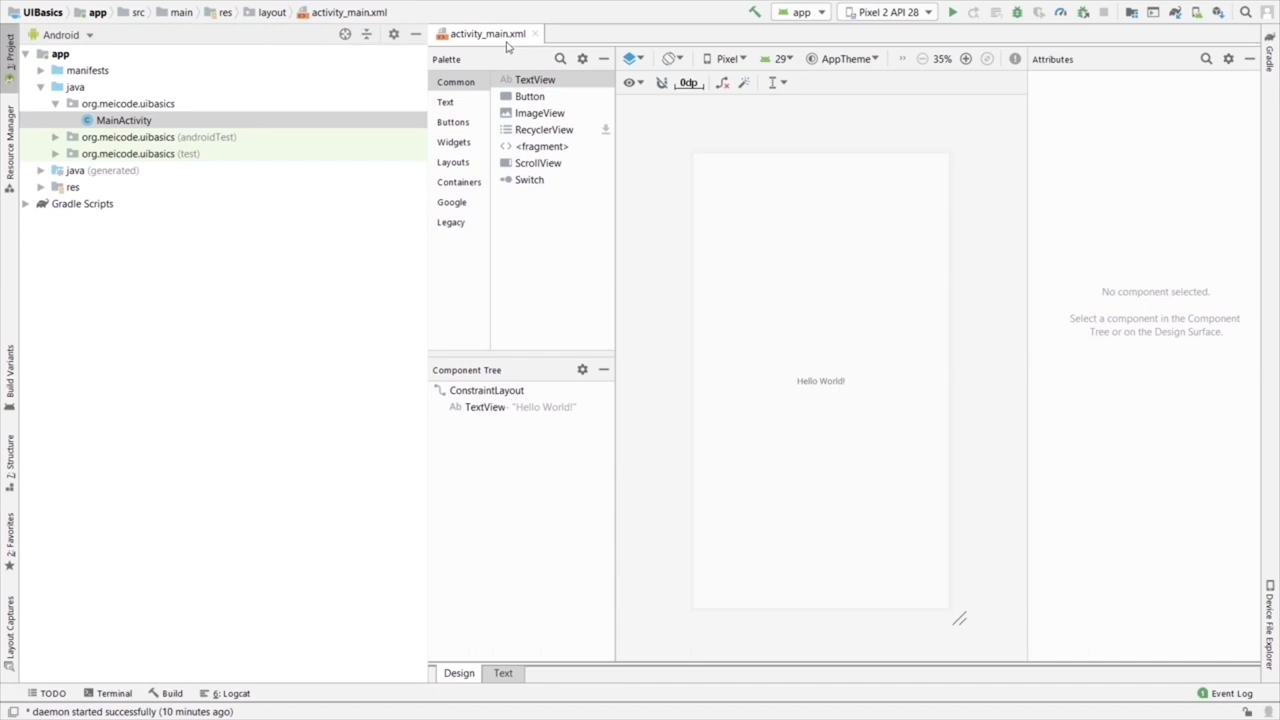 UIBasics app src main res layout activity_main.xml app Pixel 2 API 28
1: Project
Android
activity_main.xml
Gradle
app
manifests
java
org.meicode.uibasics
MainActivity
org.meicode.uibasics (androidTest)
org.meicode.uibasics (test)
java (generated)
res
Gradle Scripts
Resource Manager
Build Variants
7: Structure
2: Favorites
Layout Captures
Palette
Common
Text
Buttons
Widgets
Layouts
Containers
Google
Legacy
Ab TextView
Button
ImageView
RecyclerView
<> <fragment>
ScrollView
Switch
Component Tree
ConstraintLayout
Ab TextView - "Hello World!"
Pixel 29 AppTheme 35%
0dp
Hello World!
Attributes
No component selected.
Select a component in the Component
Tree or on the Design Surface.
Device File Explorer
Design Text
TODO Terminal Build 6: Logcat 1 Event Log
* daemon started successfully (10 minutes ago)